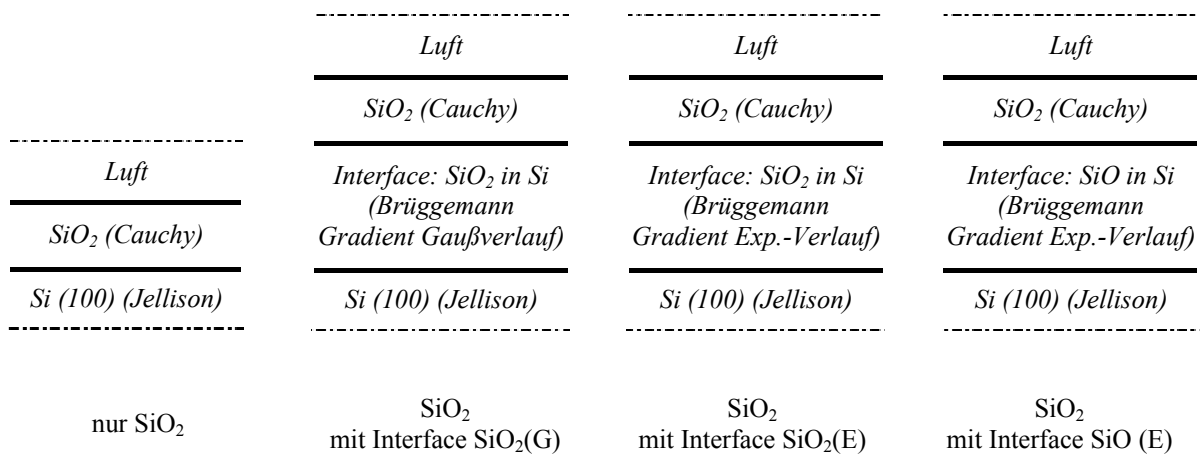 Luft
SiO₂ (Cauchy)
Si (100) (Jellison)
nur SiO₂
Luft
SiO₂ (Cauchy)
Interface: SiO₂ in Si
(Brüggemann
Gradient Gaußverlauf)
Si (100) (Jellison)
SiO₂
mit Interface SiO₂(G)
Luft
SiO₂ (Cauchy)
Interface: SiO₂ in Si
(Brüggemann
Gradient Exp.-Verlauf)
Si (100) (Jellison)
SiO₂
mit Interface SiO₂(E)
Luft
SiO₂ (Cauchy)
Interface: SiO in Si
(Brüggemann
Gradient Exp.-Verlauf)
Si (100) (Jellison)
SiO₂
mit Interface SiO (E)